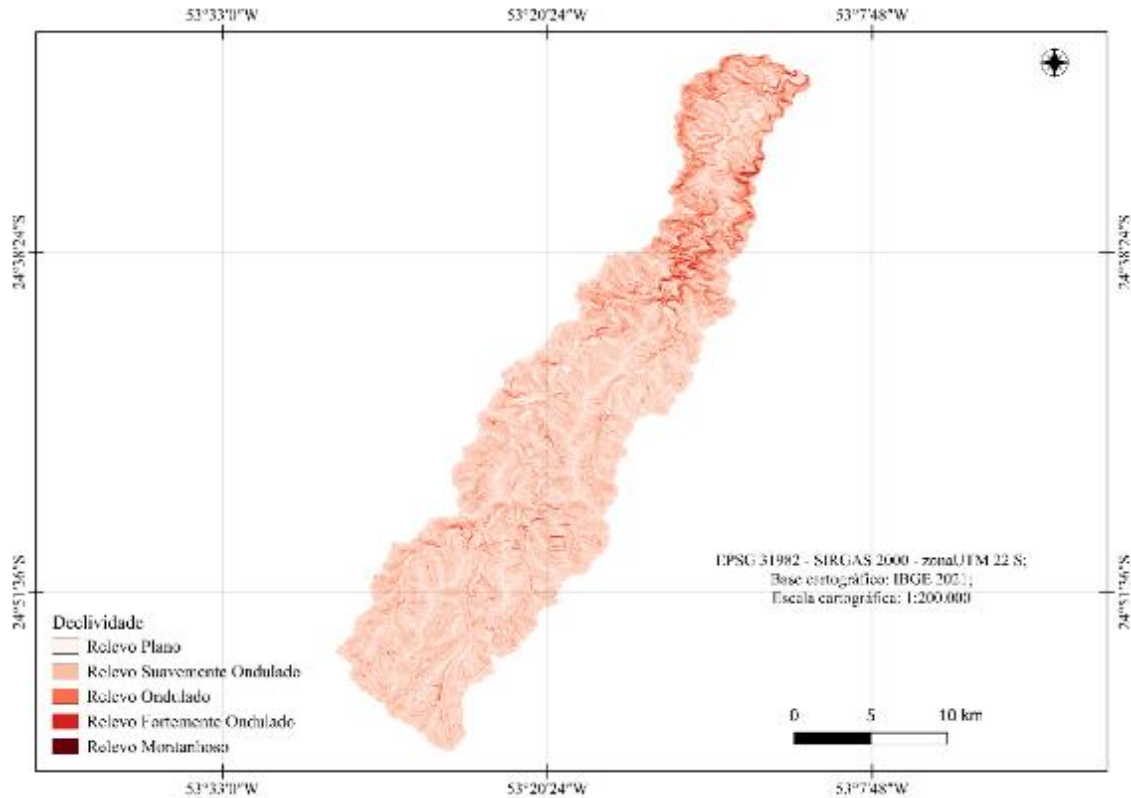 53°33'0"W 53°20'24"W 53°7'48"W
24°38'24"S 24°38'24"S
24°51'36"S 24°51'36"S
EPSG 31982 - SIRGAS 2000 - zonaUTM 22 S;
Base cartográfico: IBGE 2021;
Escala cartográfica: 1:200.000
Declividade
Relevo Plano
Relevo Suavemente Ondulado
Relevo Ondulado
Relevo Fortemente Ondulado
Relevo Montanhoso
0 5 10 km
53°33'0"W 53°20'24"W 53°7'48"W